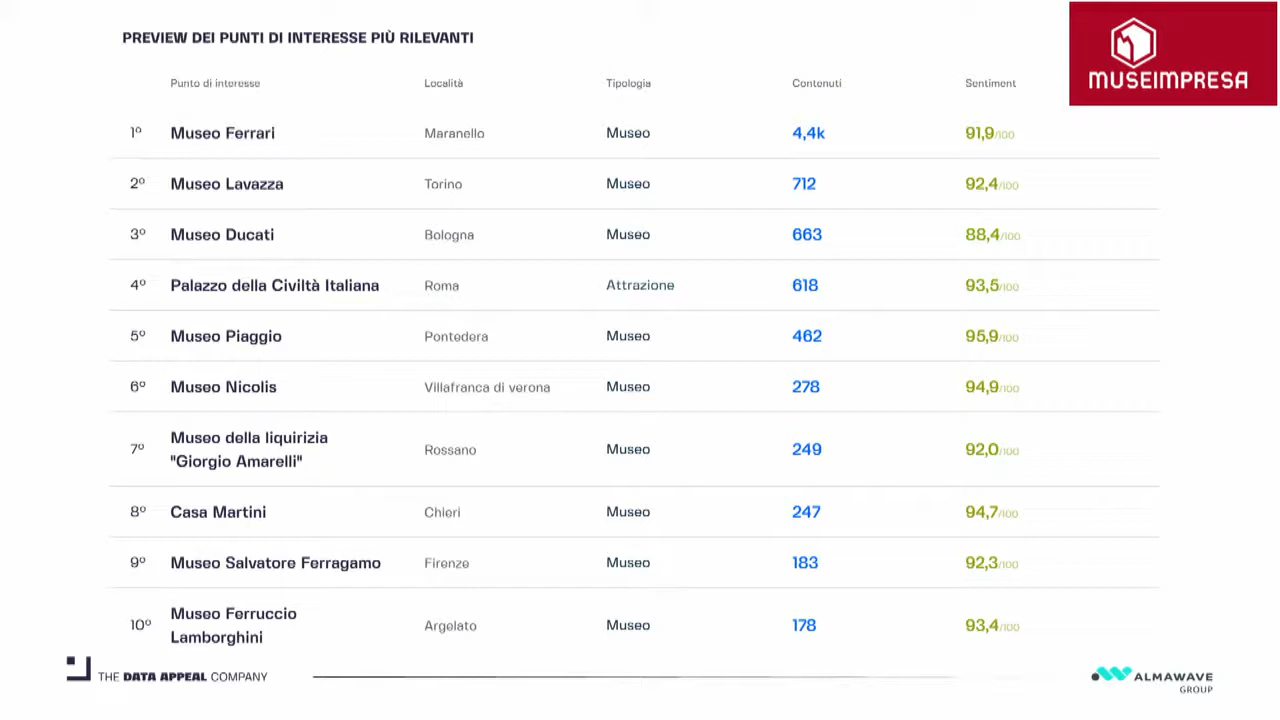 PREVIEW DEI PUNTI DI INTERESSE PIÙ RILEVANTI
MUSEIMPRESA
Punto di interesse Località Tipologia Contenuti Sentiment
1º Museo Ferrari Maranello Museo 4,4k 91,9/100
2º Museo Lavazza Torino Museo 712 92,4/100
3º Museo Ducati Bologna Museo 663 88,4/100
4º Palazzo della Civiltà Italiana Roma Attrazione 618 93,5/100
5º Museo Piaggio Pontedera Museo 462 95,9/100
6º Museo Nicolis Villafranca di verona Museo 278 94,9/100
7º Museo della liquirizia
"Giorgio Amarelli" Rossano Museo 249 92,0/100
8º Casa Martini Chieri Museo 247 94,7/100
9º Museo Salvatore Ferragamo Firenze Museo 183 92,3/100
10º Museo Ferruccio
Lamborghini Argelato Museo 178 93,4/100
THE DATA APPEAL COMPANY
ALMAWAVE
GROUP